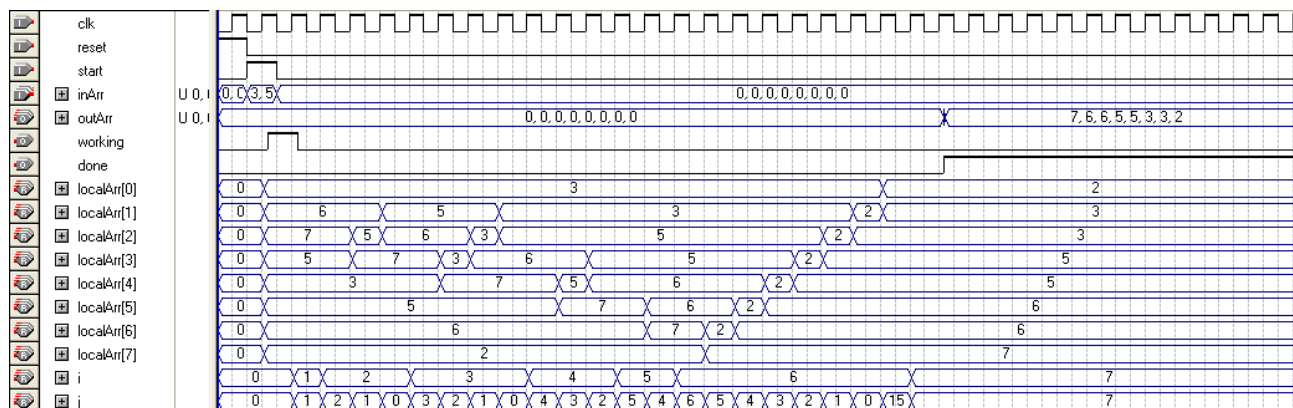 clk
reset
start
inArr U 0, 0, 0 3, 5 0, 0, 0, 0, 0, 0, 0, 0
outArr U 0, 0, 0, 0, 0, 0, 0, 0, 0 7, 6, 6, 5, 5, 3, 3, 2
working
done
localArr[0] 0 3 2
localArr[1] 0 6 5 3 2 3
localArr[2] 0 7 5 6 3 5 2 3
localArr[3] 0 5 7 3 6 5 2 5
localArr[4] 0 3 7 5 6 2 5
localArr[5] 0 5 7 6 2 6
localArr[6] 0 6 7 2 6
localArr[7] 0 2 7
i 0 1 2 3 4 5 6 7
j 0 1 2 1 0 3 2 1 0 4 3 2 5 4 6 5 4 3 2 1 0 15 7